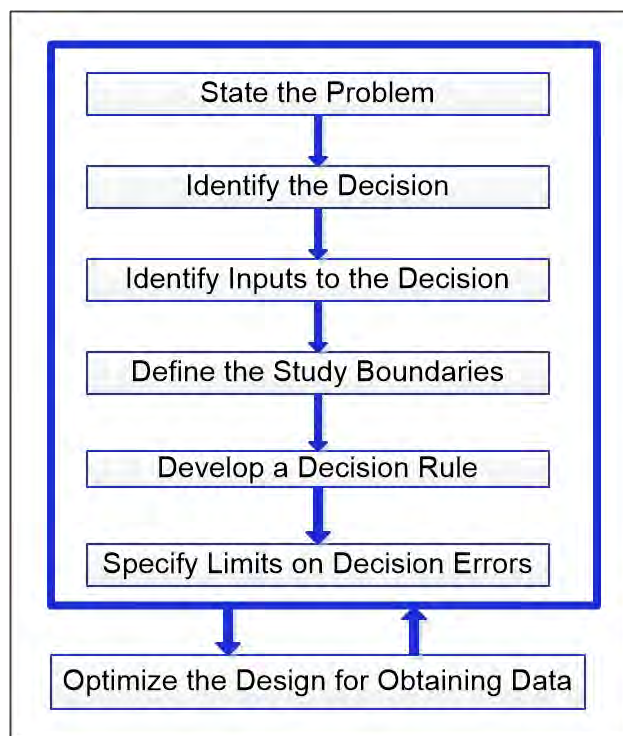 State the Problem
Identify the Decision
Identify Inputs to the Decision
Define the Study Boundaries
Develop a Decision Rule
Specify Limits on Decision Errors
Optimize the Design for Obtaining Data